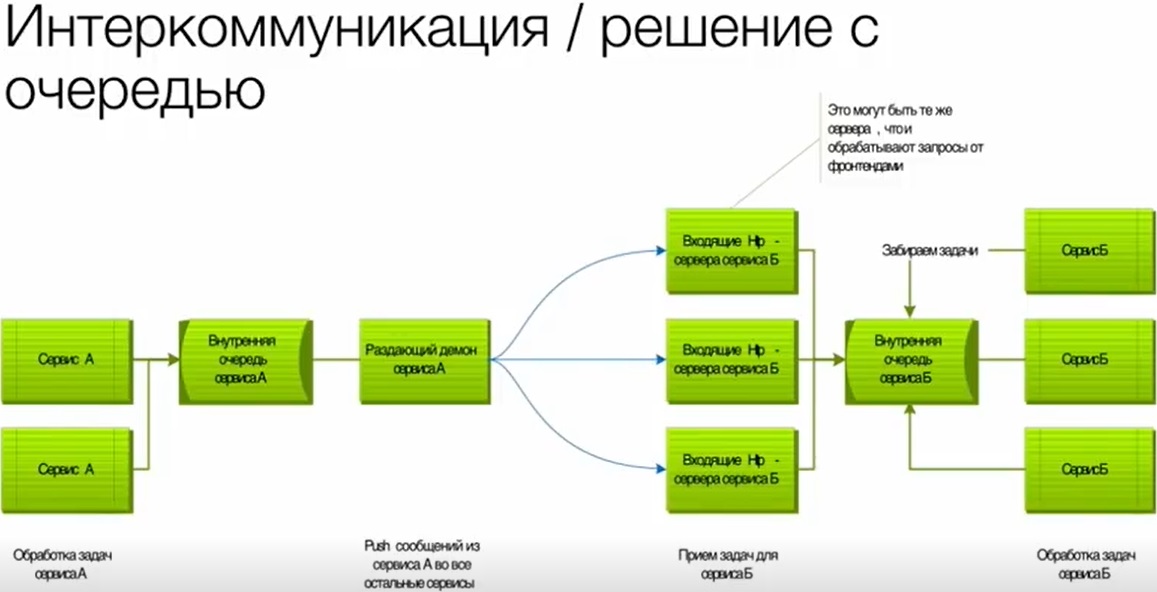 Интеркоммуникация / решение с
очередью
Это могут быть те же
сервера , что и
обрабатывают запросы от
фронтендами
Входящие Http -
сервера сервиса Б
Забираем задачи
Сервис Б
Сервис А
Внутренняя
очередь
сервиса А
Раздающий демон
сервиса А
Входящие Http -
сервера сервиса Б
Внутренняя
очередь
сервиса Б
Сервис Б
Сервис А
Входящие Http -
сервера сервиса Б
Сервис Б
Обработка задач
сервиса А
Push сообщений из
сервиса А во все
остальные сервисы
Прием задач для
сервиса Б
Обработка задач
сервиса Б